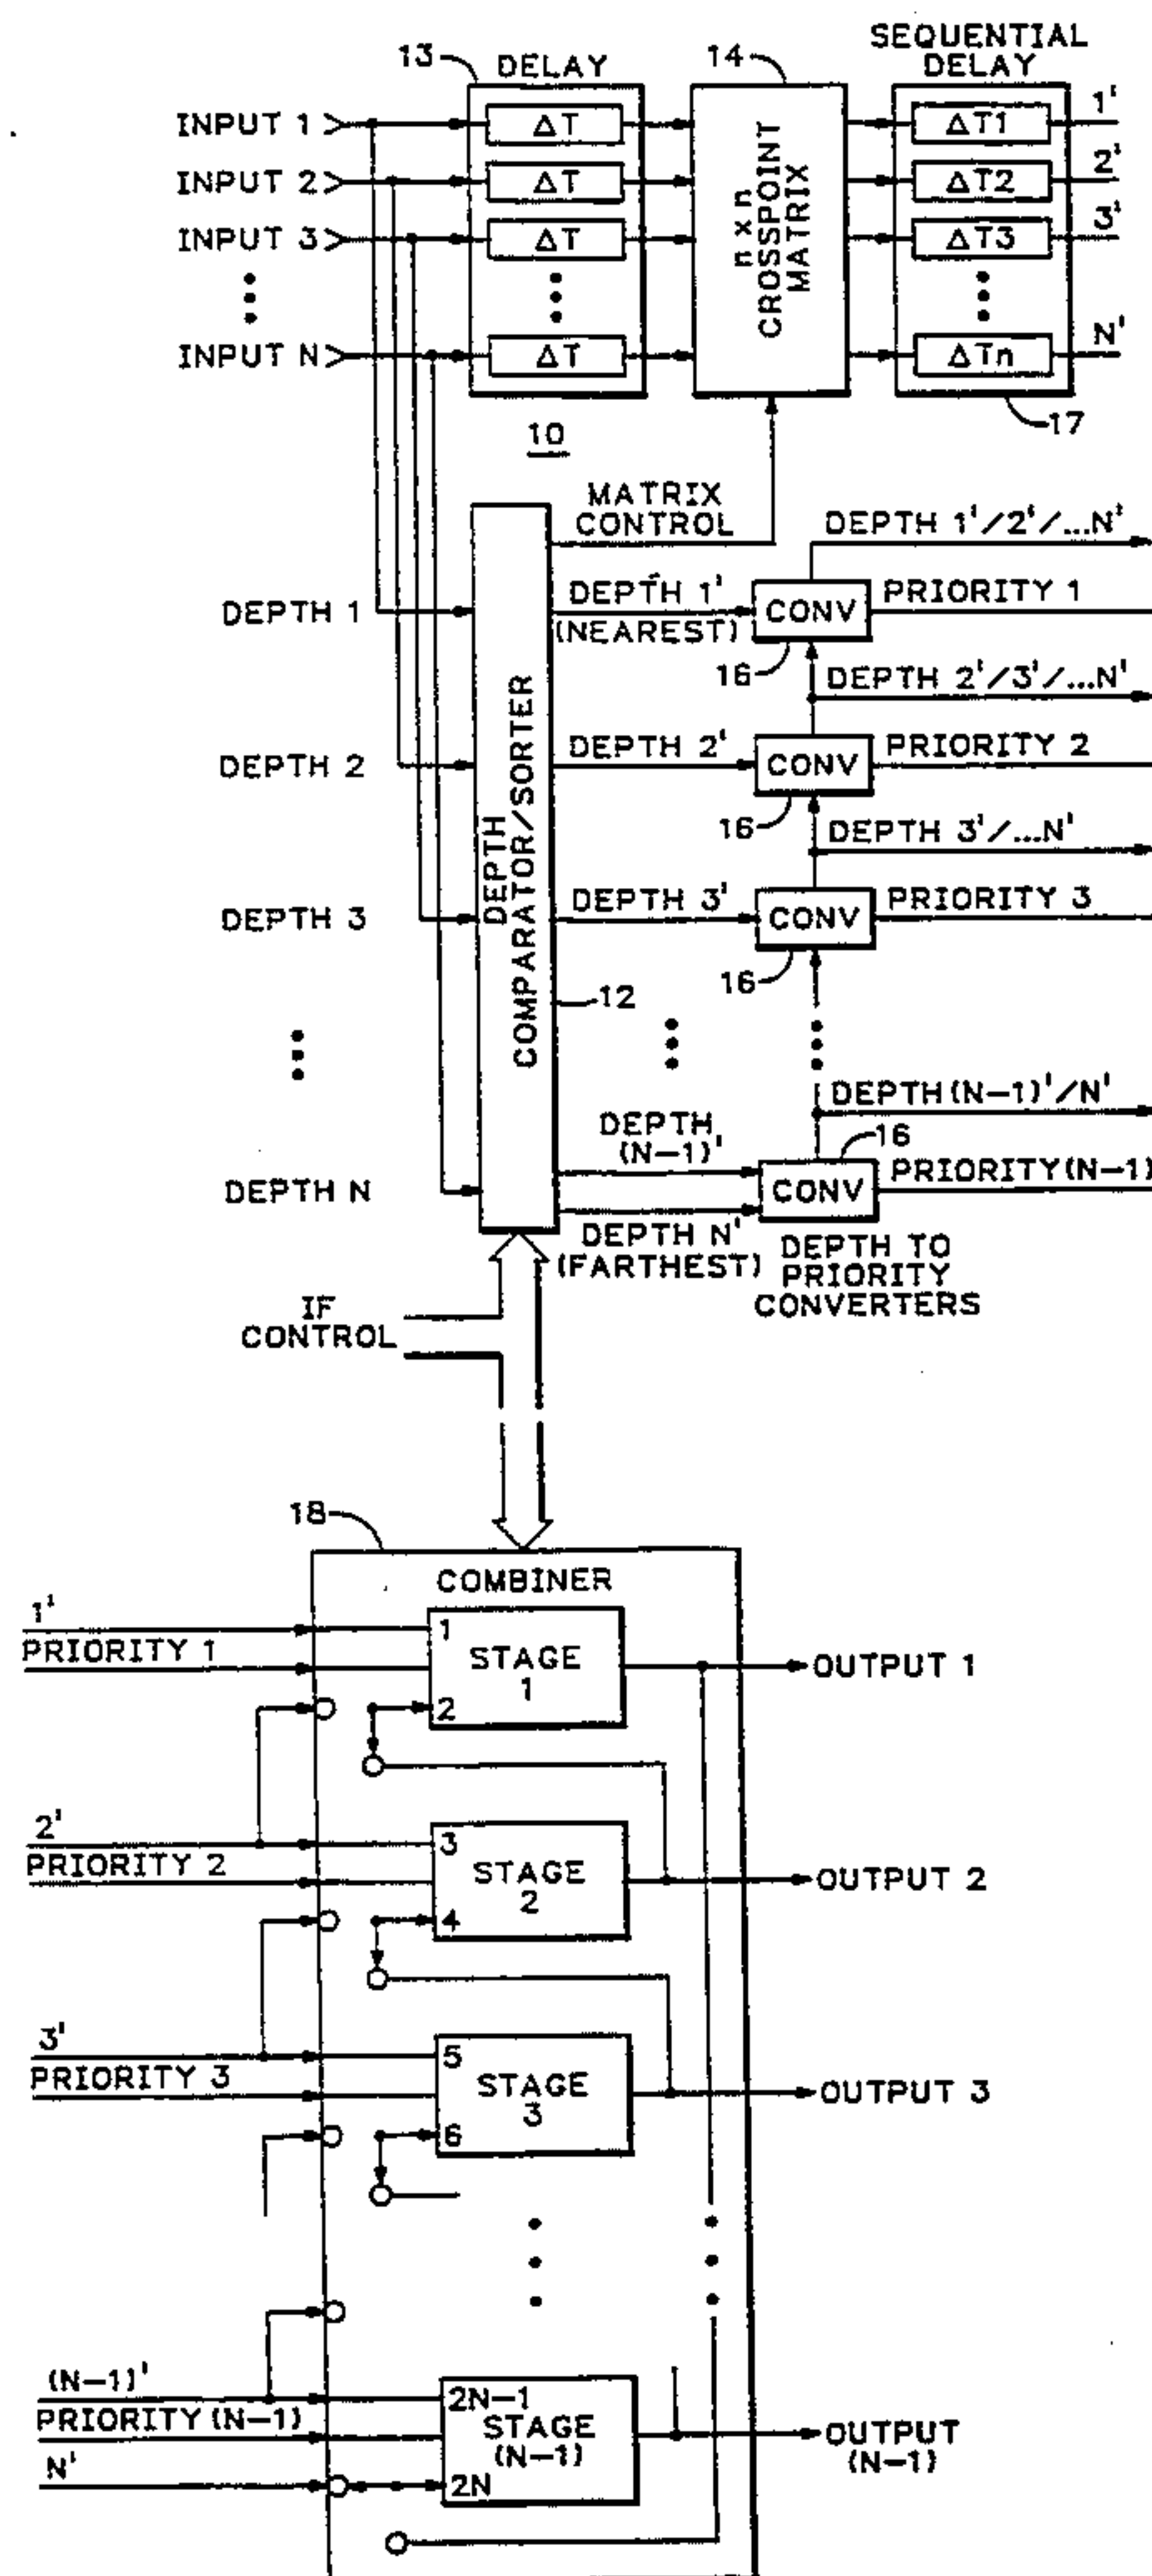 13
DELAY
14
SEQUENTIAL
DELAY
INPUT 1
ΔT
ΔT1
1'
INPUT 2
ΔT
ΔT2
2'
INPUT 3
ΔT
ΔT3
3'
INPUT N
ΔT
ΔTn
N'
n x n
CROSSPOINT
MATRIX
17
10
MATRIX
CONTROL
DEPTH 1'/2'/...N'
DEPTH 1
DEPTH 1'
(NEAREST)
CONV
PRIORITY 1
16
DEPTH 2'/3'/...N'
DEPTH 2
DEPTH 2'
CONV
PRIORITY 2
16
DEPTH 3'/...N'
DEPTH
COMPARATOR/SORTER
DEPTH 3
DEPTH 3'
CONV
PRIORITY 3
16
12
DEPTH (N-1)'/N'
DEPTH
(N-1)'
16
DEPTH N
CONV
PRIORITY (N-1)
DEPTH N'
(FARTHEST)
DEPTH TO
PRIORITY
CONVERTERS
IF
CONTROL
18
COMBINER
1'
PRIORITY 1
1
STAGE
1
2
OUTPUT 1
2'
PRIORITY 2
3
STAGE
2
4
OUTPUT 2
3'
PRIORITY 3
5
STAGE
3
6
OUTPUT 3
(N-1)'
PRIORITY (N-1)
N'
2N-1
STAGE
(N-1)
2N
OUTPUT
(N-1)